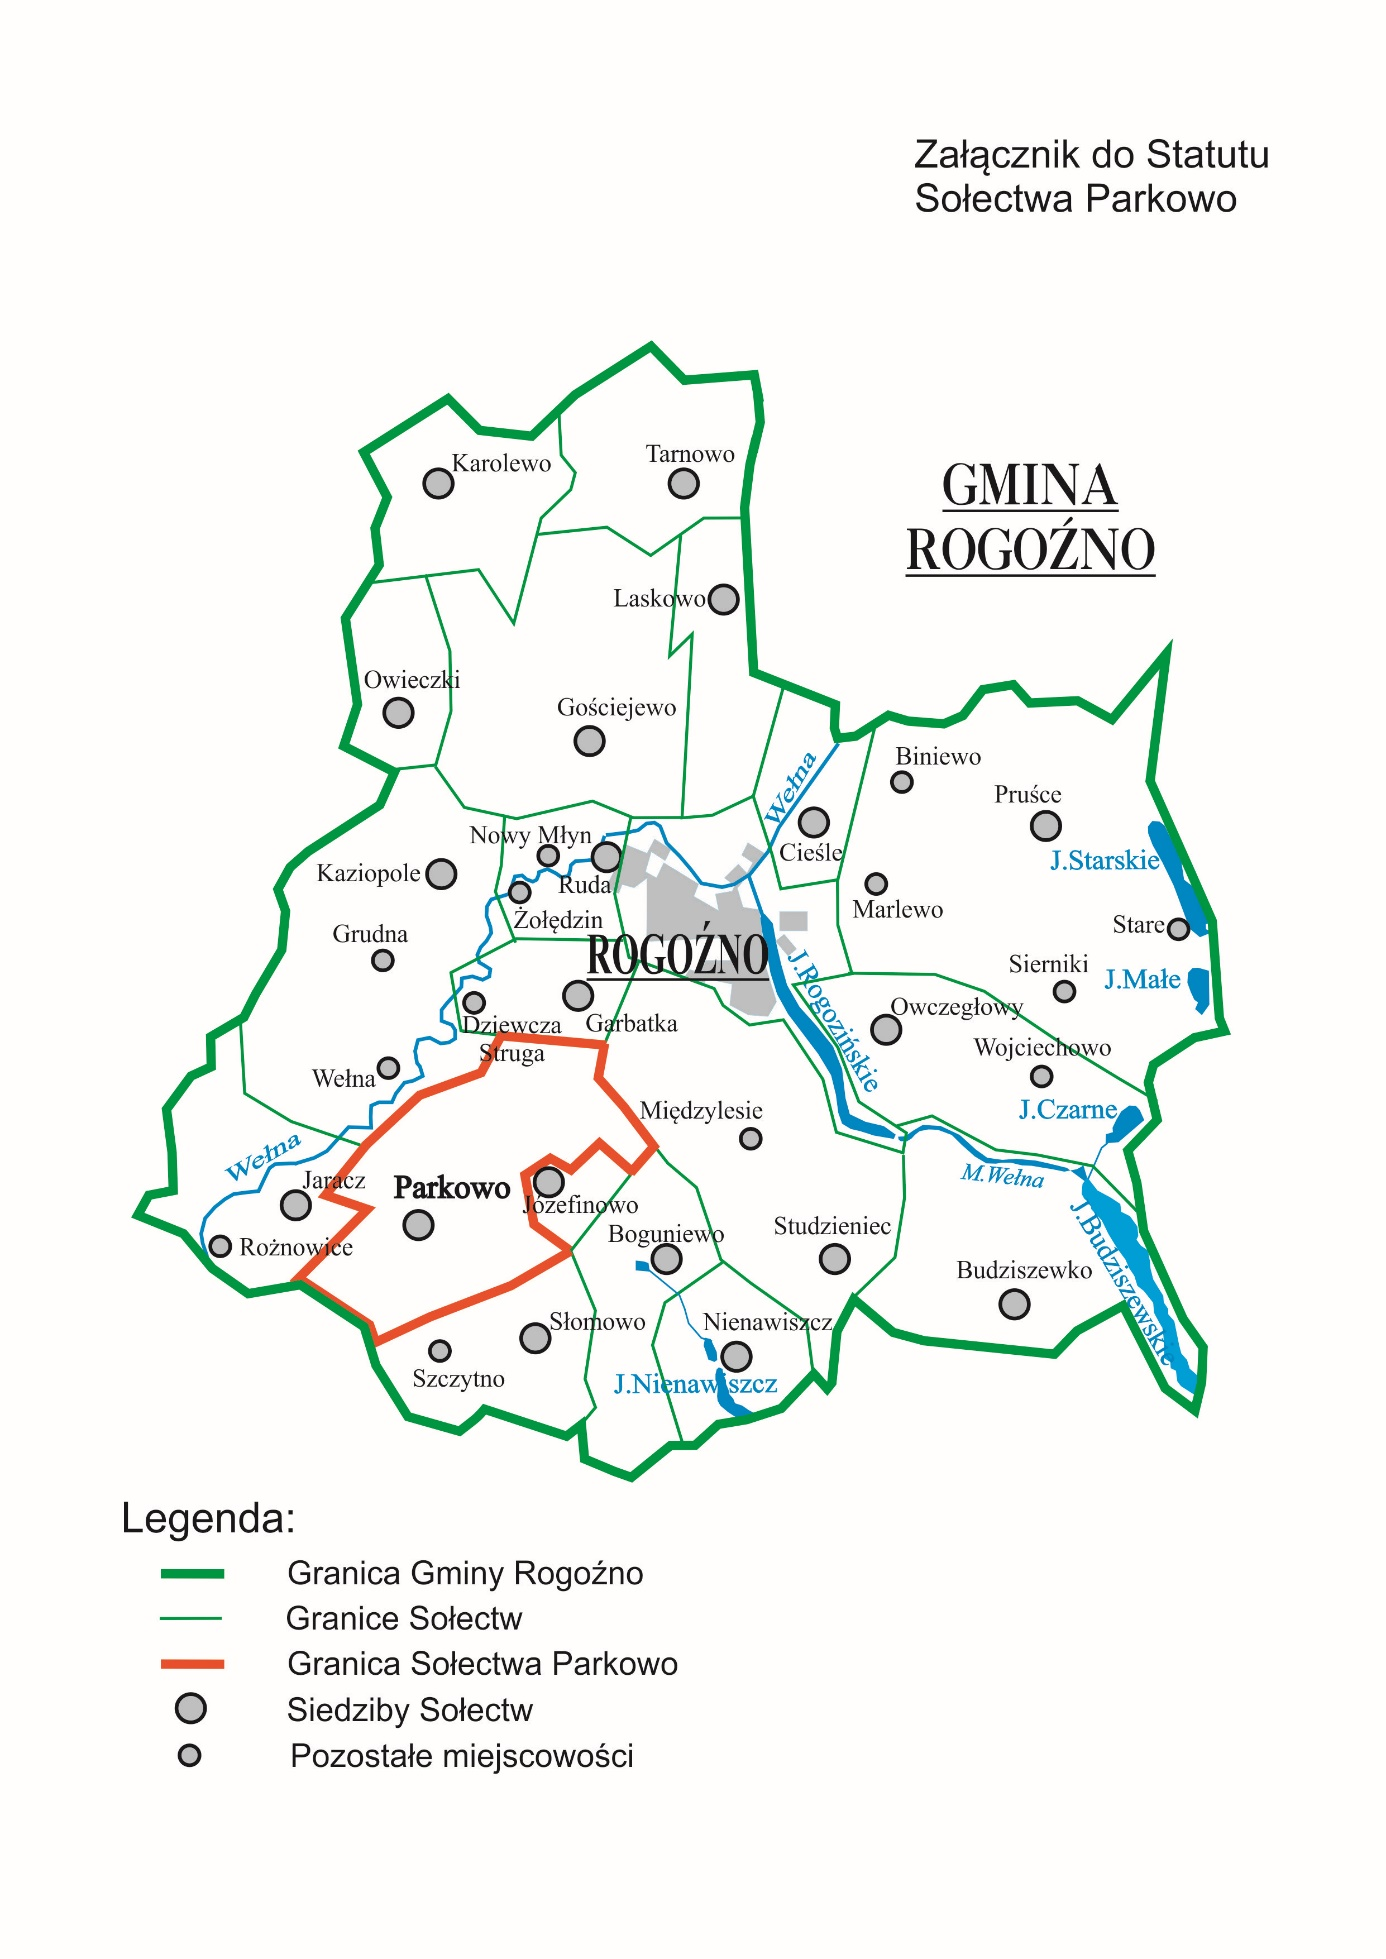 Załącznik do Statutu
Sołectwa Parkowo
GMINA
ROGOŹNO
Karolewo
Tarnowo
Laskowo
Owieczki
Gościejewo
Biniewo
Wełna
Pruśce
Nowy Młyn
Cieśle
J.Starskie
Kaziopole
Ruda
Marlewo
Żołędzin
Stare
Grudna
ROGOŹNO
Sierniki
J.Małe
J.Rogozińskie
Owczegłowy
Dziewcza
Struga
Garbatka
Wojciechowo
Wełna
Międzylesie
J.Czarne
Wełna
M.Wełna
Jaracz
Parkowo
Józefinowo
Rożnowice
Boguniewo
Studzieniec
J.Budziszewskie
Budziszewko
Słomowo
Nienawiszcz
Szczytno
J.Nienawiszcz
Legenda:
Granica Gminy Rogoźno
Granice Sołectw
Granica Sołectwa Parkowo
Siedziby Sołectw
Pozostałe miejscowości